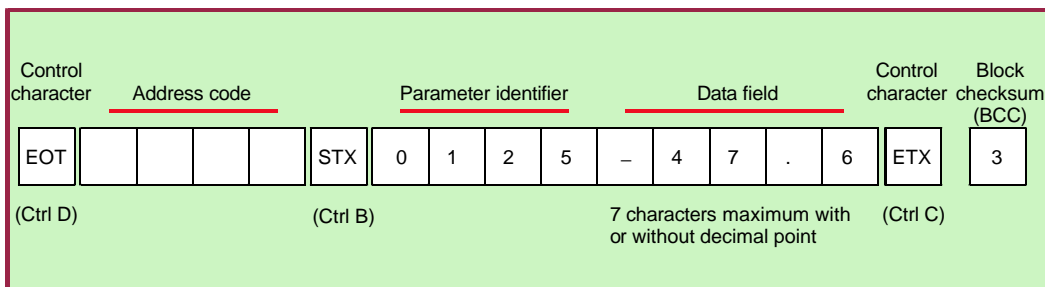 Control
character
Address code
Parameter identifier
Data field
Control
character
Block
checksum
(BCC)
EOT STX 0 1 2 5 – 4 7 . 6 ETX 3
(Ctrl D)
(Ctrl B)
7 characters maximum with
or without decimal point
(Ctrl C)